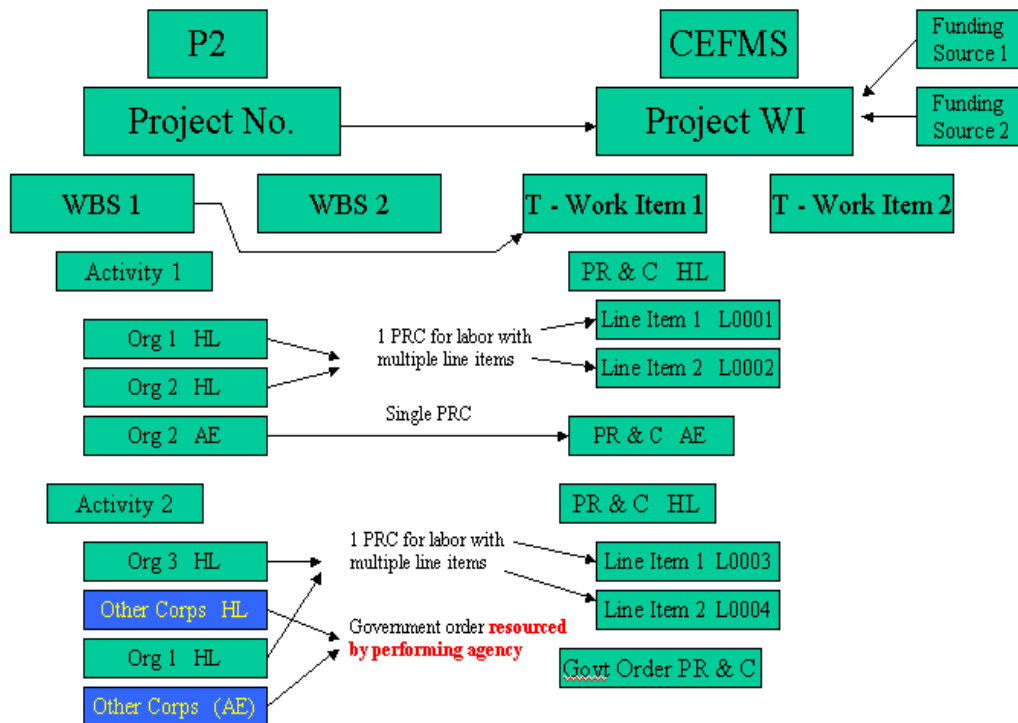 P2
CEFMS
Funding
Source 1
Project No.
Project WI
Funding
Source 2
WBS 1
WBS 2
T - Work Item 1
T - Work Item 2
Activity 1
PR & C HL
Org 1 HL
1 PRC for labor with
multiple line items
Line Item 1 L0001
Org 2 HL
Line Item 2 L0002
Org 2 AE
Single PRC
PR & C AE
Activity 2
PR & C HL
Org 3 HL
1 PRC for labor with
multiple line items
Line Item 1 L0003
Other Corps HL
Line Item 2 L0004
Government order resourced
by performing agency
Org 1 HL
Govt Order PR & C
Other Corps (AE)